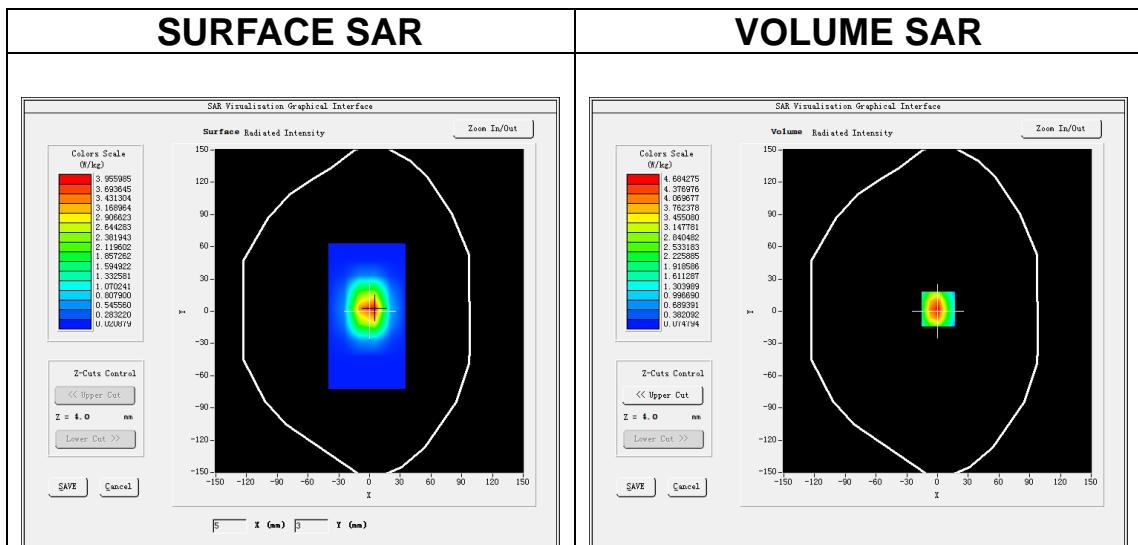 SURFACE SAR
VOLUME SAR
SAR Visualisation Graphical Interface
Surface Radiated Intensity
Zoom In/Out
Colors Scale
(W/kg)
3.955985
3.693645
3.431304
3.168964
2.906623
2.644283
2.381943
2.119602
1.857262
1.594922
1.332581
1.070241
0.807900
0.545560
0.283220
0.020879
Z-Cuts Control
<< Upper Cut
Z = 4.0 mm
Lower Cut >>
SAVE Cancel
150
120
90
60
30
0
-30
-60
-90
-120
-150
Y
-150 -120 -90 -60 -30 0 30 60 90 120 150
X
5 X (mm) 3 Y (mm)
SAR Visualisation Graphical Interface
Volume Radiated Intensity
Zoom In/Out
Colors Scale
(W/kg)
4.684275
4.376976
4.069677
3.762378
3.455080
3.147781
2.840482
2.533183
2.225885
1.918586
1.611287
1.303989
0.996690
0.689391
0.382092
0.074794
Z-Cuts Control
<< Upper Cut
Z = 4.0 mm
Lower Cut >>
SAVE Cancel
150
120
90
60
30
0
-30
-60
-90
-120
-150
Y
-150 -120 -90 -60 -30 0 30 60 90 120 150
X